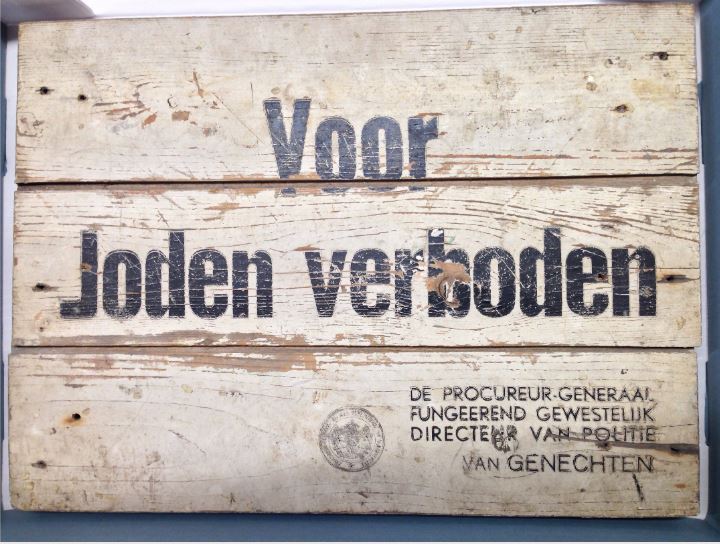 Voor
Joden verboden
DE PROCUREUR-GENERAAL
FUNGEEREND GEWESTELIJK
DIRECTEUR VAN POLITIE
VAN GENECHTEN